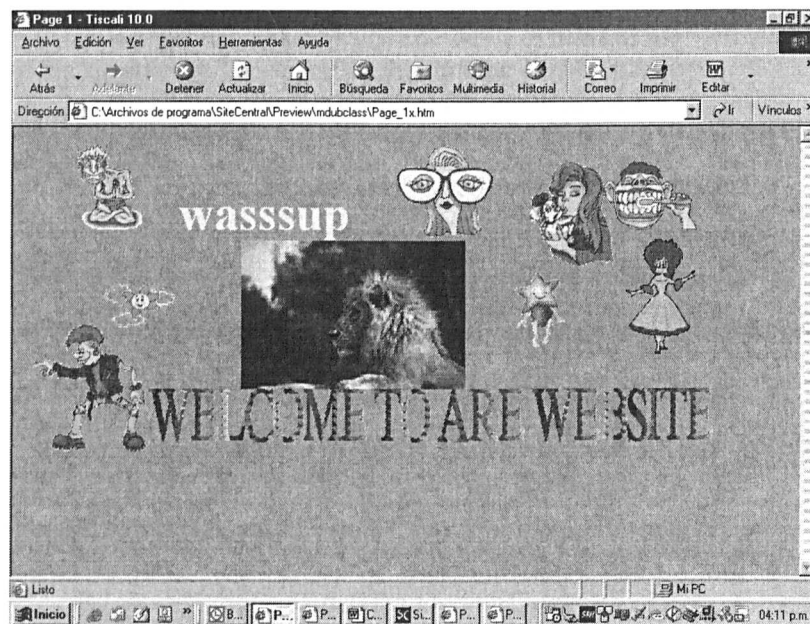 Page 1 - Tiscali 10.0
Archivo Edición Ver Favoritos Herramientas Ayuda
Atrás Adelante Detener Actualizar Inicio Búsqueda Favoritos Multimedia Historial Correo Imprimir Editar
Dirección C:\Archivos de programa\SiteCentral\Preview\mdubclass\Page_1x.htm Ir Vínculos
wasssup
WELCOME TO ARE WEBSITE
Listo Mi PC
Inicio B... P... P... C... Si... P... P... 04:11 p.m.